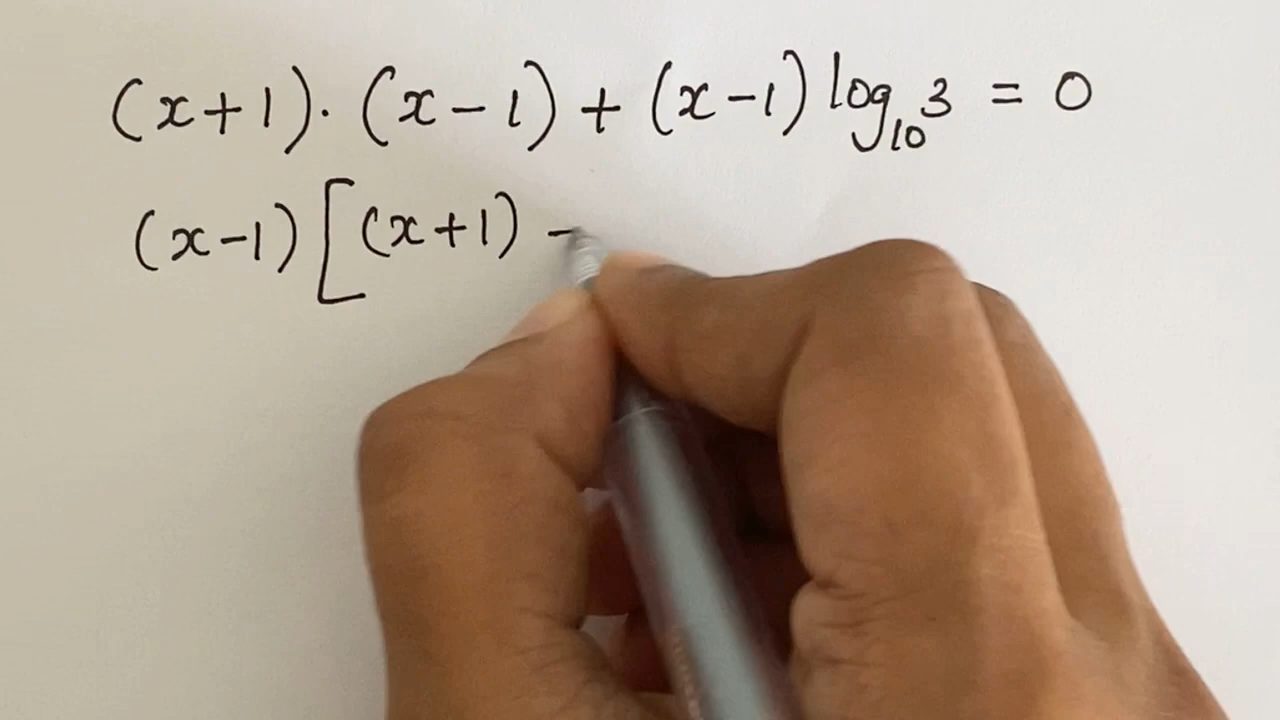 (x+1)·(x-1)+(x-1) log₁₀3 = 0
(x-1)[(x+1) -